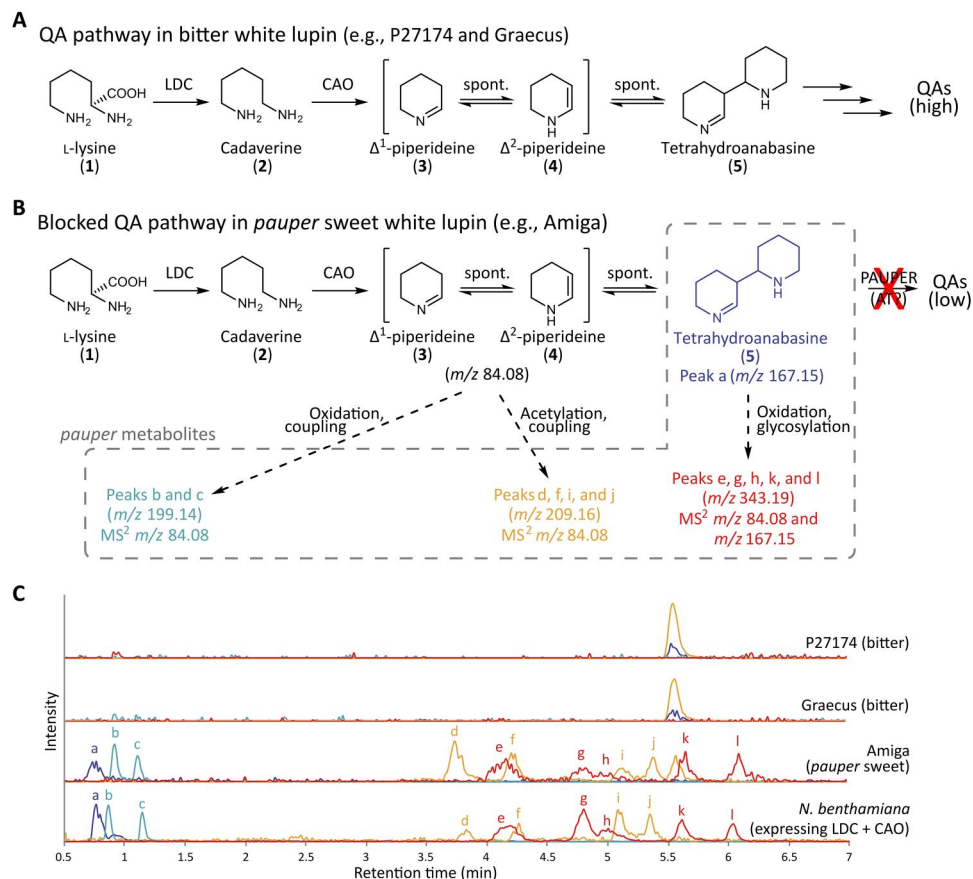 A
QA pathway in bitter white lupin (e.g., P27174 and Graecus)
LDC CAO spont. spont.
COOH
NH₂ NH₂ NH₂ NH₂ N N H N N H
QAs
(high)
L-lysine Cadaverine Δ¹-piperideine Δ²-piperideine Tetrahydroanabasine
(1) (2) (3) (4) (5)
B
Blocked QA pathway in pauper sweet white lupin (e.g., Amiga)
LDC CAO spont. spont.
COOH
NH₂ NH₂ NH₂ NH₂ N N H N N H
PAUPER
(AT)
X
QAs
(low)
L-lysine Cadaverine Δ¹-piperideine Δ²-piperideine
(1) (2) (3) (4)
(m/z 84.08)
Tetrahydroanabasine
(5)
Peak a (m/z 167.15)
Oxidation,
coupling
Acetylation,
coupling
Oxidation,
glycosylation
pauper metabolites
Peaks b and c
(m/z 199.14)
MS² m/z 84.08
Peaks d, f, i, and j
(m/z 209.16)
MS² m/z 84.08
Peaks e, g, h, k, and l
(m/z 343.19)
MS² m/z 84.08 and
m/z 167.15
C
Intensity
P27174 (bitter)
Graecus (bitter)
a b c d e f g h i j k l
Amiga
(pauper sweet)
a b c d e f g h i j k l
N. benthamiana
(expressing LDC + CAO)
0.5 1 1.5 2 2.5 3 3.5 4 4.5 5 5.5 6 6.5 7
Retention time (min)